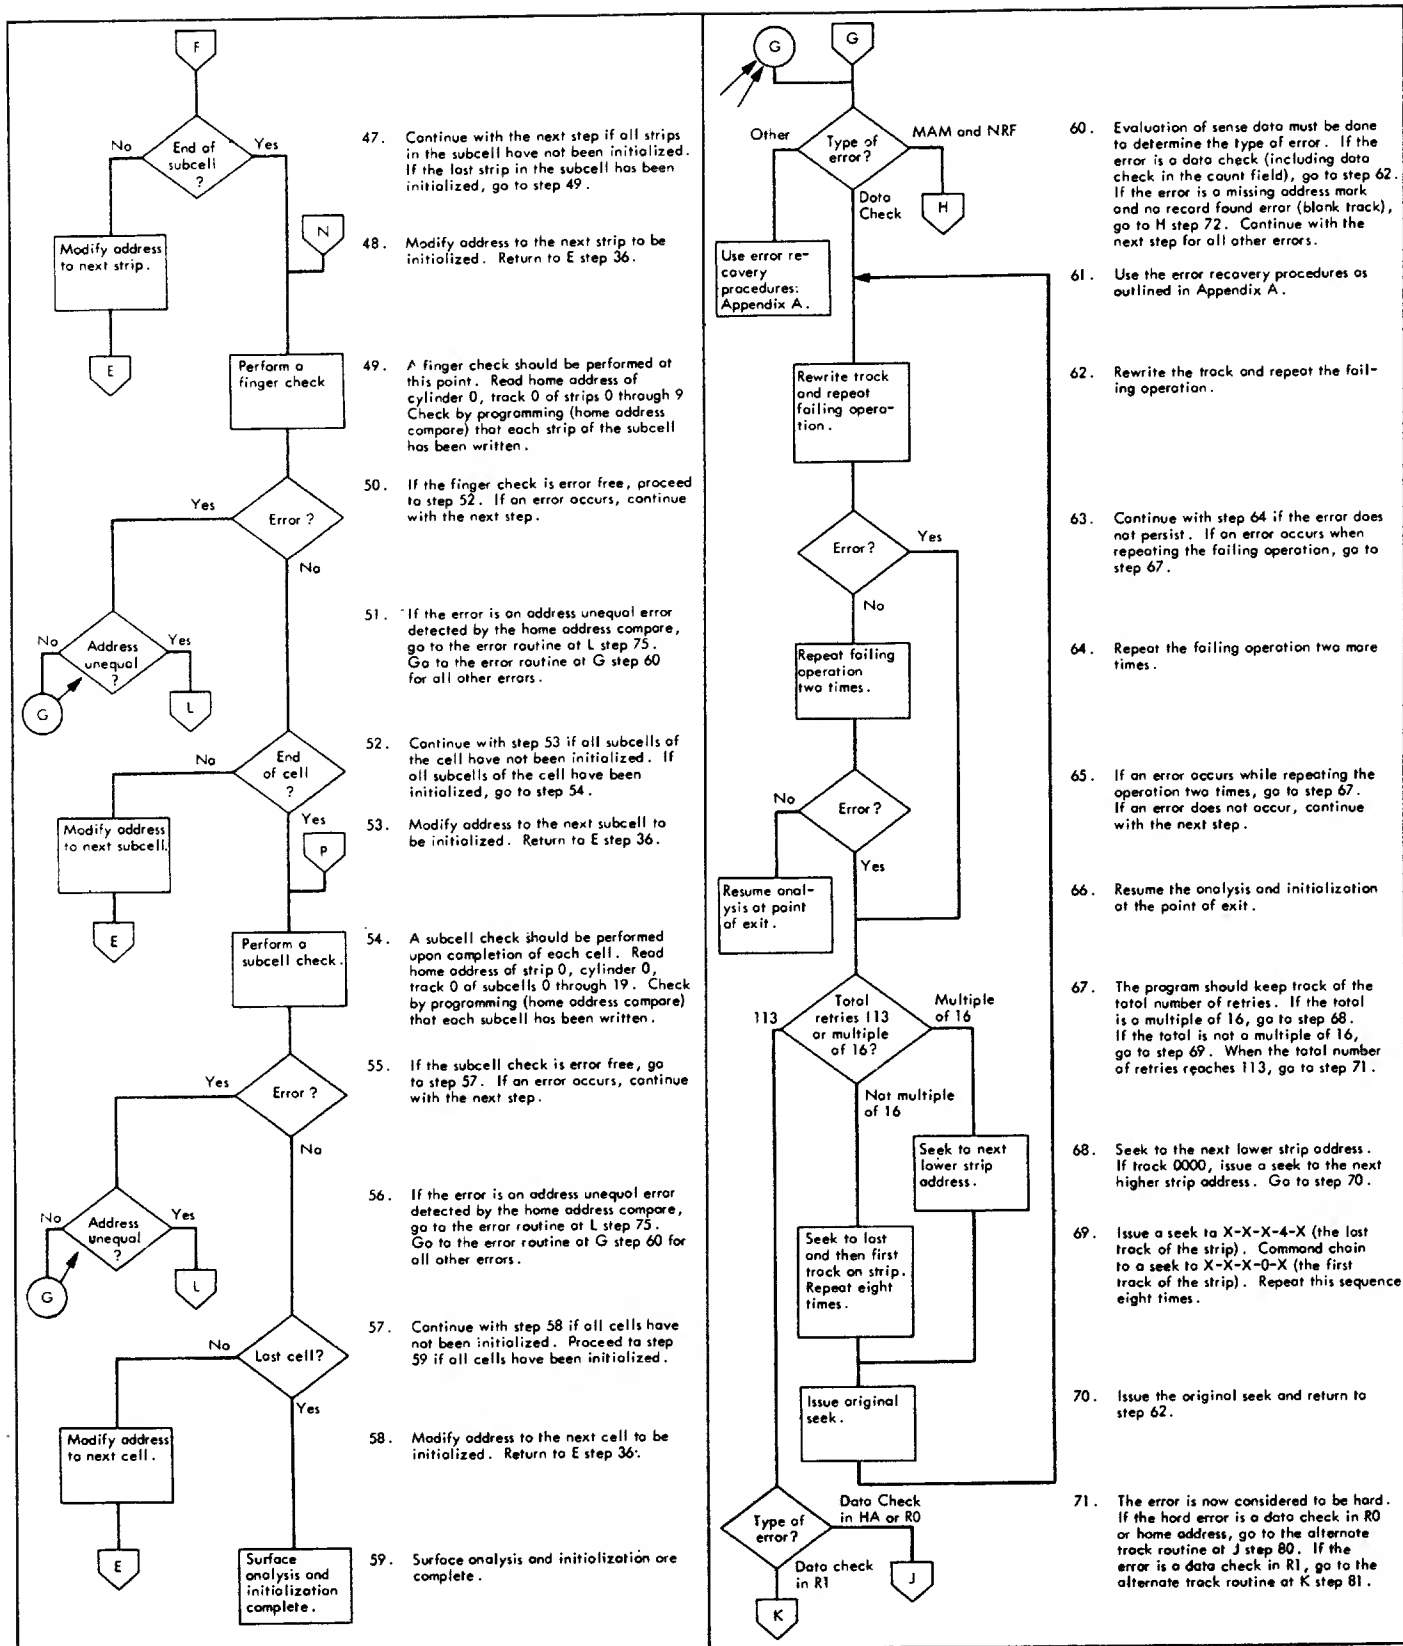 F
No
End of
subcell
?
Yes
Modify address
to next strip.
E
N
Perform a
finger check
Yes
Error ?
No
No
Address
unequal
?
Yes
G
L
No
End
of cell
?
Yes
Modify address
to next subcell.
E
P
Perform a
subcell check.
Yes
Error ?
No
No
Address
unequal
?
Yes
G
L
No
Last cell?
Yes
Modify address
to next cell.
E
Surface
analysis and
initialization
complete.
47. Continue with the next step if all strips
in the subcell have not been initialized.
If the last strip in the subcell has been
initialized, go to step 49.
48. Modify address to the next strip to be
initialized. Return to E step 36.
49. A finger check should be performed at
this point. Read home address of
cylinder 0, track 0 of strips 0 through 9
Check by programming (home address
compare) that each strip of the subcell
has been written.
50. If the finger check is error free, proceed
to step 52. If an error occurs, continue
with the next step.
51. If the error is an address unequal error
detected by the home address compare,
go to the error routine at L step 75.
Go to the error routine at G step 60
for all other errors.
52. Continue with step 53 if all subcells of
the cell have not been initialized. If
all subcells of the cell have been
initialized, go to step 54.
53. Modify address to the next subcell to
be initialized. Return to E step 36.
54. A subcell check should be performed
upon completion of each cell. Read
home address of strip 0, cylinder 0,
track 0 of subcells 0 through 19. Check
by programming (home address compare)
that each subcell has been written.
55. If the subcell check is error free, go
to step 57. If an error occurs, continue
with the next step.
56. If the error is an address unequal error
detected by the home address compare,
go to the error routine at L step 75.
Go to the error routine at G step 60 for
all other errors.
57. Continue with step 58 if all cells have
not been initialized. Proceed to step
59 if all cells have been initialized.
58. Modify address to the next cell to be
initialized. Return to E step 36.
59. Surface analysis and initialization are
complete.
G
G
Other
Type of
error?
MAM and NRF
Data
Check
H
Use error re-
covery
procedures:
Appendix A.
Rewrite track
and repeat
failing opera-
tion.
Error?
Yes
No
Repeat failing
operation
two times.
No
Error?
Yes
Resume anal-
ysis at point
of exit.
113
Total
retries 113
or multiple
of 16?
Multiple
of 16
Not multiple
of 16
Seek to next
lower strip
address.
Seek to last
and then first
track on strip.
Repeat eight
times.
Issue original
seek.
Type of
error?
Data Check
in HA or R0
Data check
in R1
J
K
60. Evaluation of sense data must be done
to determine the type of error. If the
error is a data check (including data
check in the count field), go to step 62.
If the error is a missing address mark
and no record found error (blank track),
go to H step 72. Continue with the
next step for all other errors.
61. Use the error recovery procedures as
outlined in Appendix A.
62. Rewrite the track and repeat the fail-
ing operation.
63. Continue with step 64 if the error does
not persist. If an error occurs when
repeating the failing operation, go to
step 67.
64. Repeat the failing operation two more
times.
65. If an error occurs while repeating the
operation two times, go to step 67.
If an error does not occur, continue
with the next step.
66. Resume the analysis and initialization
at the point of exit.
67. The program should keep track of the
total number of retries. If the total
is a multiple of 16, go to step 68.
If the total is not a multiple of 16,
go to step 69. When the total number
of retries reaches 113, go to step 71.
68. Seek to the next lower strip address.
If track 0000, issue a seek to the next
higher strip address. Go to step 70.
69. Issue a seek to X-X-X-4-X (the last
track of the strip). Command chain
to a seek to X-X-X-0-X (the first
track of the strip). Repeat this sequence
eight times.
70. Issue the original seek and return to
step 62.
71. The error is now considered to be hard.
If the hard error is a data check in R0
or home address, go to the alternate
track routine at J step 80. If the
error is a data check in R1, go to the
alternate track routine at K step 81.